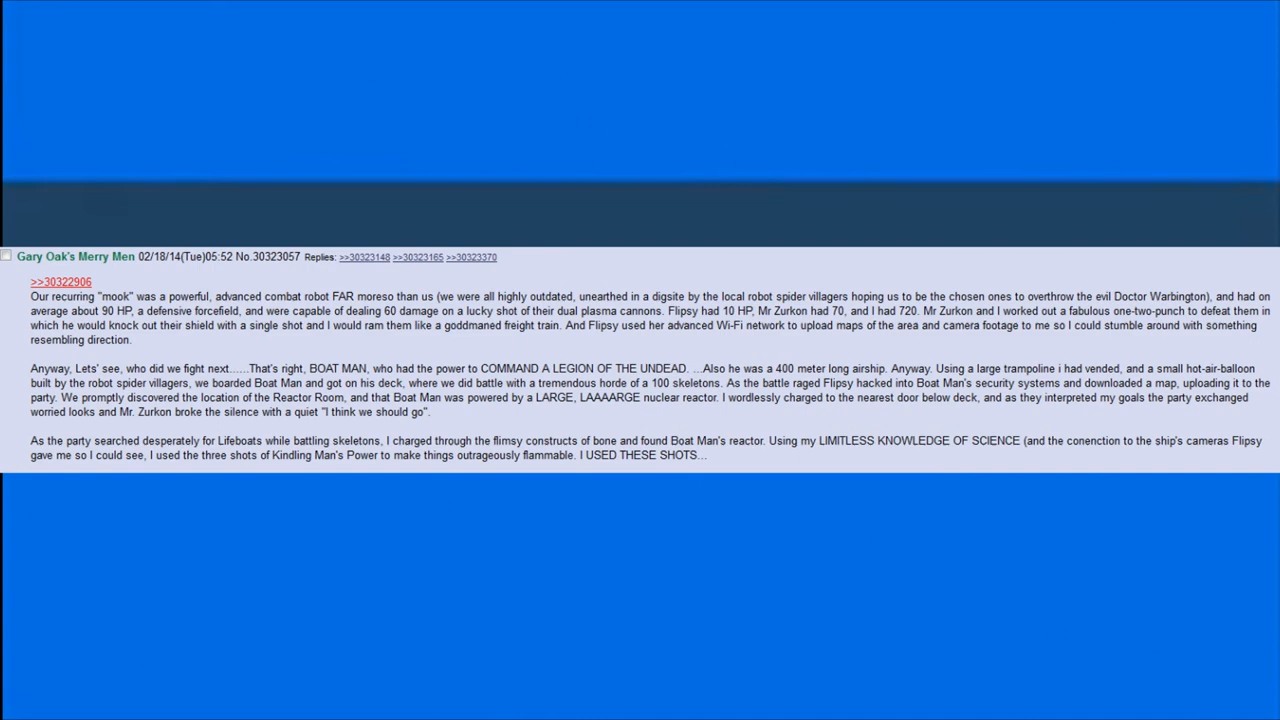 Gary Oak's Merry Men 02/18/14(Tue)05:52 No.30323057 Replies: >>30323148 >>30323165 >>30323370
>>30322906
Our recurring "mook" was a powerful, advanced combat robot FAR moreso than us (we were all highly outdated, unearthed in a digsite by the local robot spider villagers hoping us to be the chosen ones to overthrow the evil Doctor Warbington), and had on
average about 90 HP, a defensive forcefield, and were capable of dealing 60 damage on a lucky shot of their dual plasma cannons. Flipsy had 10 HP, Mr Zurkon had 70, and I had 720. Mr Zurkon and I worked out a fabulous one-two-punch to defeat them in
which he would knock out their shield with a single shot and I would ram them like a goddmaned freight train. And Flipsy used her advanced Wi-Fi network to upload maps of the area and camera footage to me so I could stumble around with something
resembling direction.
Anyway, Lets' see, who did we fight next......That's right, BOAT MAN, who had the power to COMMAND A LEGION OF THE UNDEAD. ...Also he was a 400 meter long airship. Anyway. Using a large trampoline i had vended, and a small hot-air-balloon
built by the robot spider villagers, we boarded Boat Man and got on his deck, where we did battle with a tremendous horde of a 100 skeletons. As the battle raged Flipsy hacked into Boat Man's security systems and downloaded a map, uploading it to the
party. We promptly discovered the location of the Reactor Room, and that Boat Man was powered by a LARGE, LAAAARGE nuclear reactor. I wordlessly charged to the nearest door below deck, and as they interpreted my goals the party exchanged
worried looks and Mr. Zurkon broke the silence with a quiet "I think we should go".
As the party searched desperately for Lifeboats while battling skeletons, I charged through the flimsy constructs of bone and found Boat Man's reactor. Using my LIMITLESS KNOWLEDGE OF SCIENCE (and the conenction to the ship's cameras Flipsy
gave me so I could see, I used the three shots of Kindling Man's Power to make things outrageously flammable. I USED THESE SHOTS...